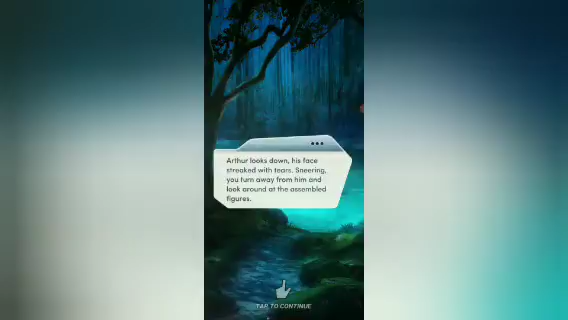 Arthur looks down, his face
streaked with tears. Sneering,
you turn away from him and
look around at the assembled
figures.
TAP TO CONTINUE